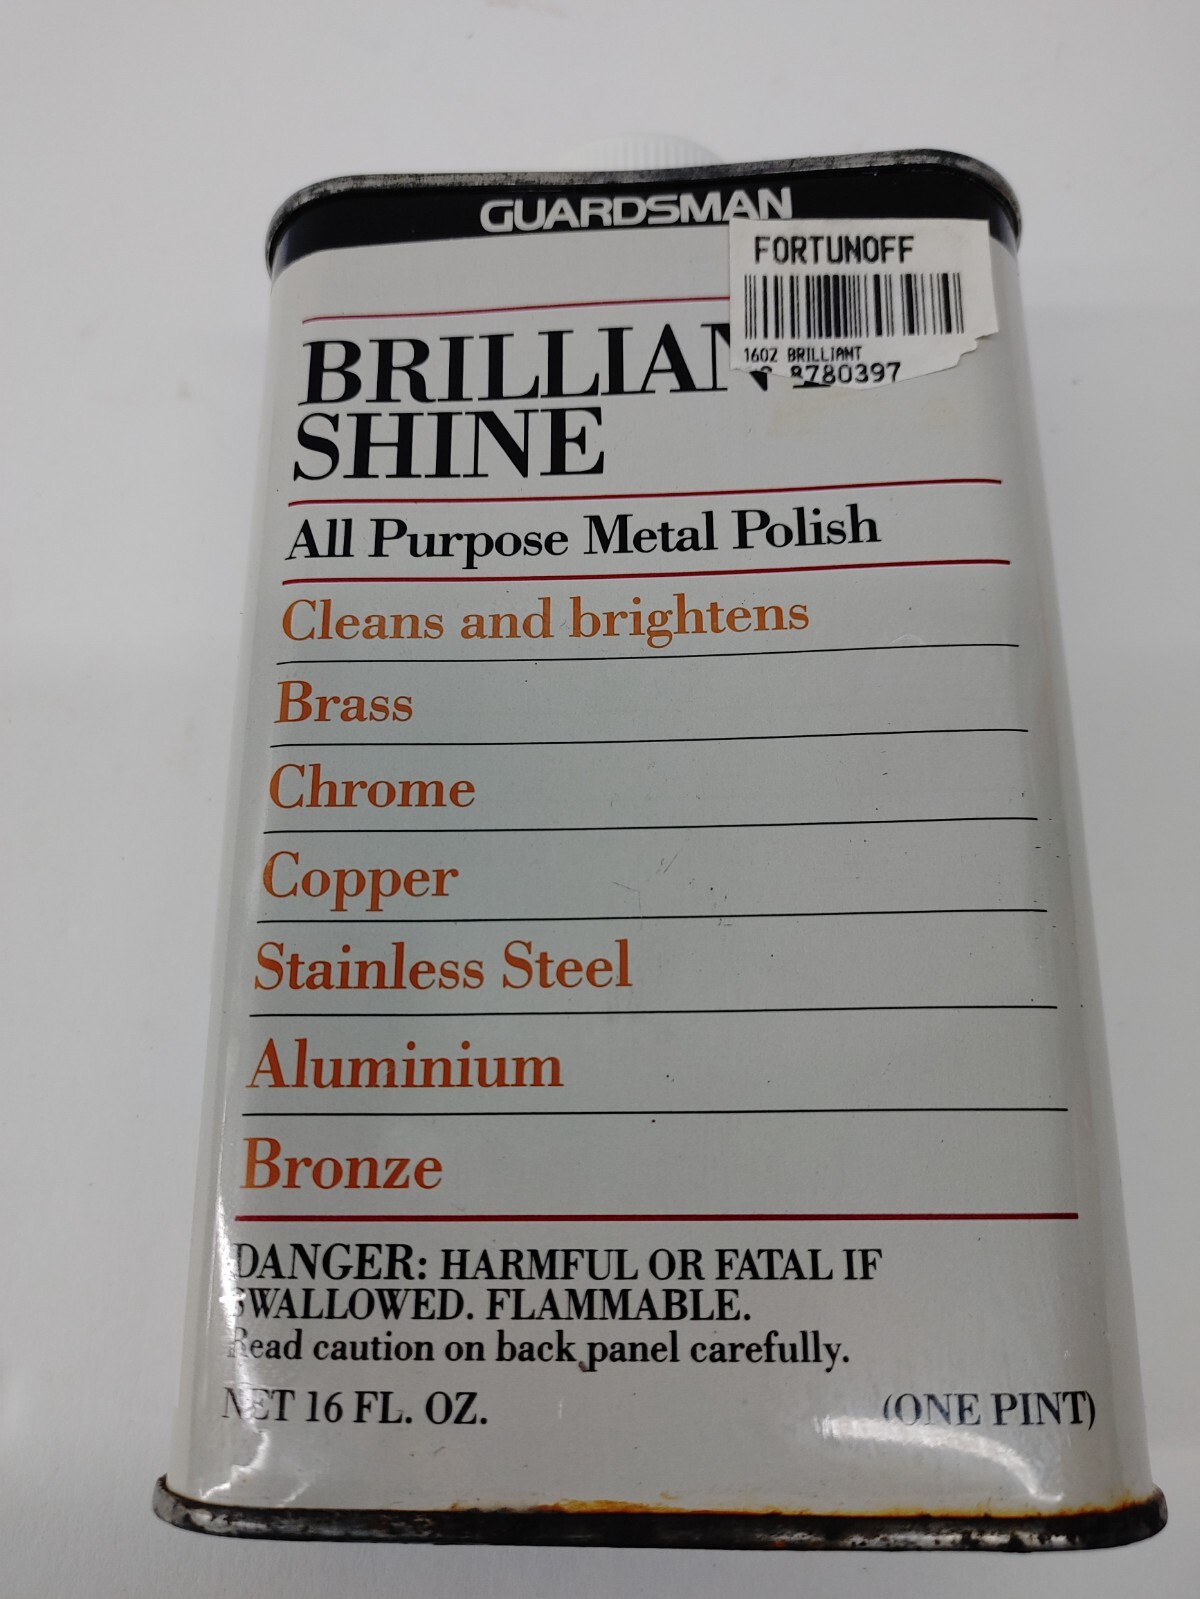 GUARDSMAN
FORTUNOFF
16OZ BRILLIANT
8780397
BRILLIANT
SHINE
All Purpose Metal Polish
Cleans and brightens
Brass
Chrome
Copper
Stainless Steel
Aluminium
Bronze
DANGER: HARMFUL OR FATAL IF
SWALLOWED. FLAMMABLE.
Read caution on back panel carefully.
NET 16 FL. OZ. (ONE PINT)